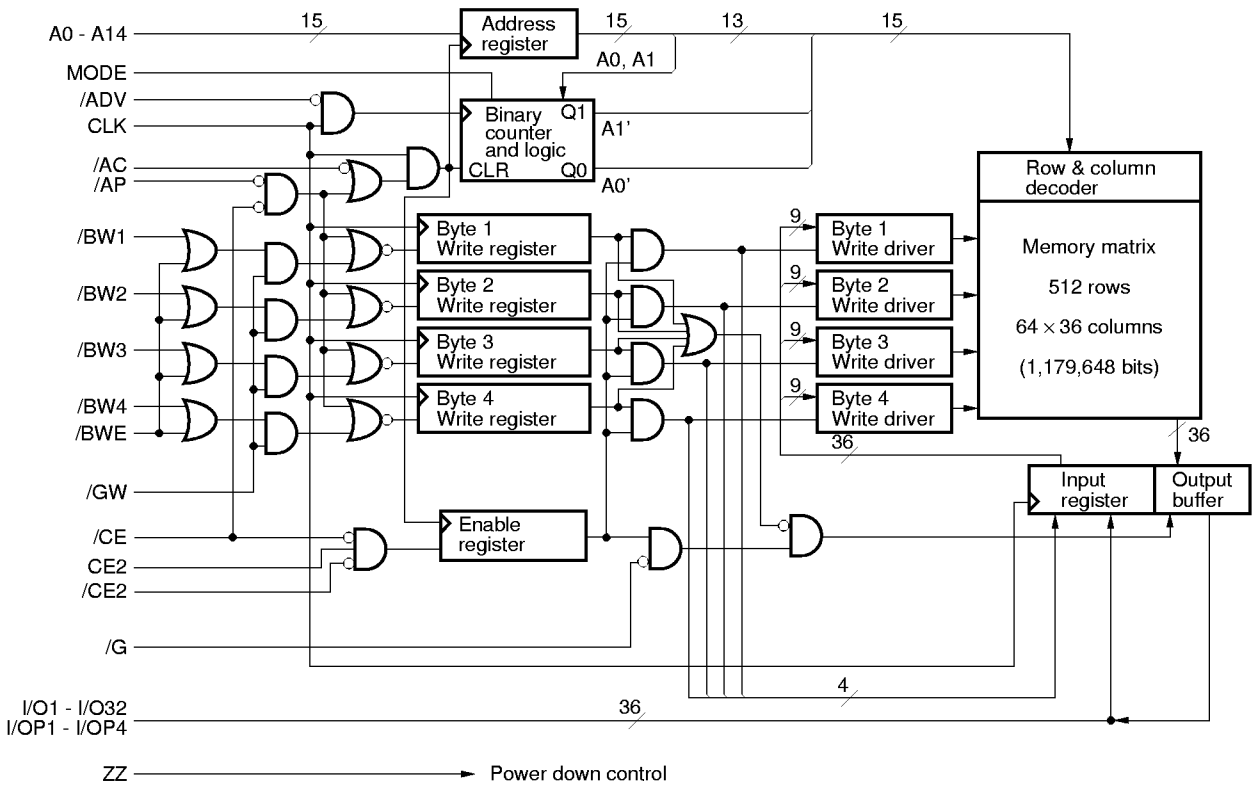 A0 - A14
15
Address
register
15
13
15
A0, A1
MODE
/ADV
CLK
Binary
counter
and logic
Q1
CLR
Q0
A1'
A0'
/AC
/AP
Row & column
decoder
Memory matrix
512 rows
64 × 36 columns
(1,179,648 bits)
/BW1
Byte 1
Write register
9
Byte 1
Write driver
/BW2
Byte 2
Write register
9
Byte 2
Write driver
/BW3
Byte 3
Write register
9
Byte 3
Write driver
/BW4
Byte 4
Write register
9
Byte 4
Write driver
/BWE
36
36
/GW
Input
register
Output
buffer
/CE
Enable
register
CE2
/CE2
/G
4
I/O1 - I/O32
I/OP1 - I/OP4
36
ZZ
Power down control